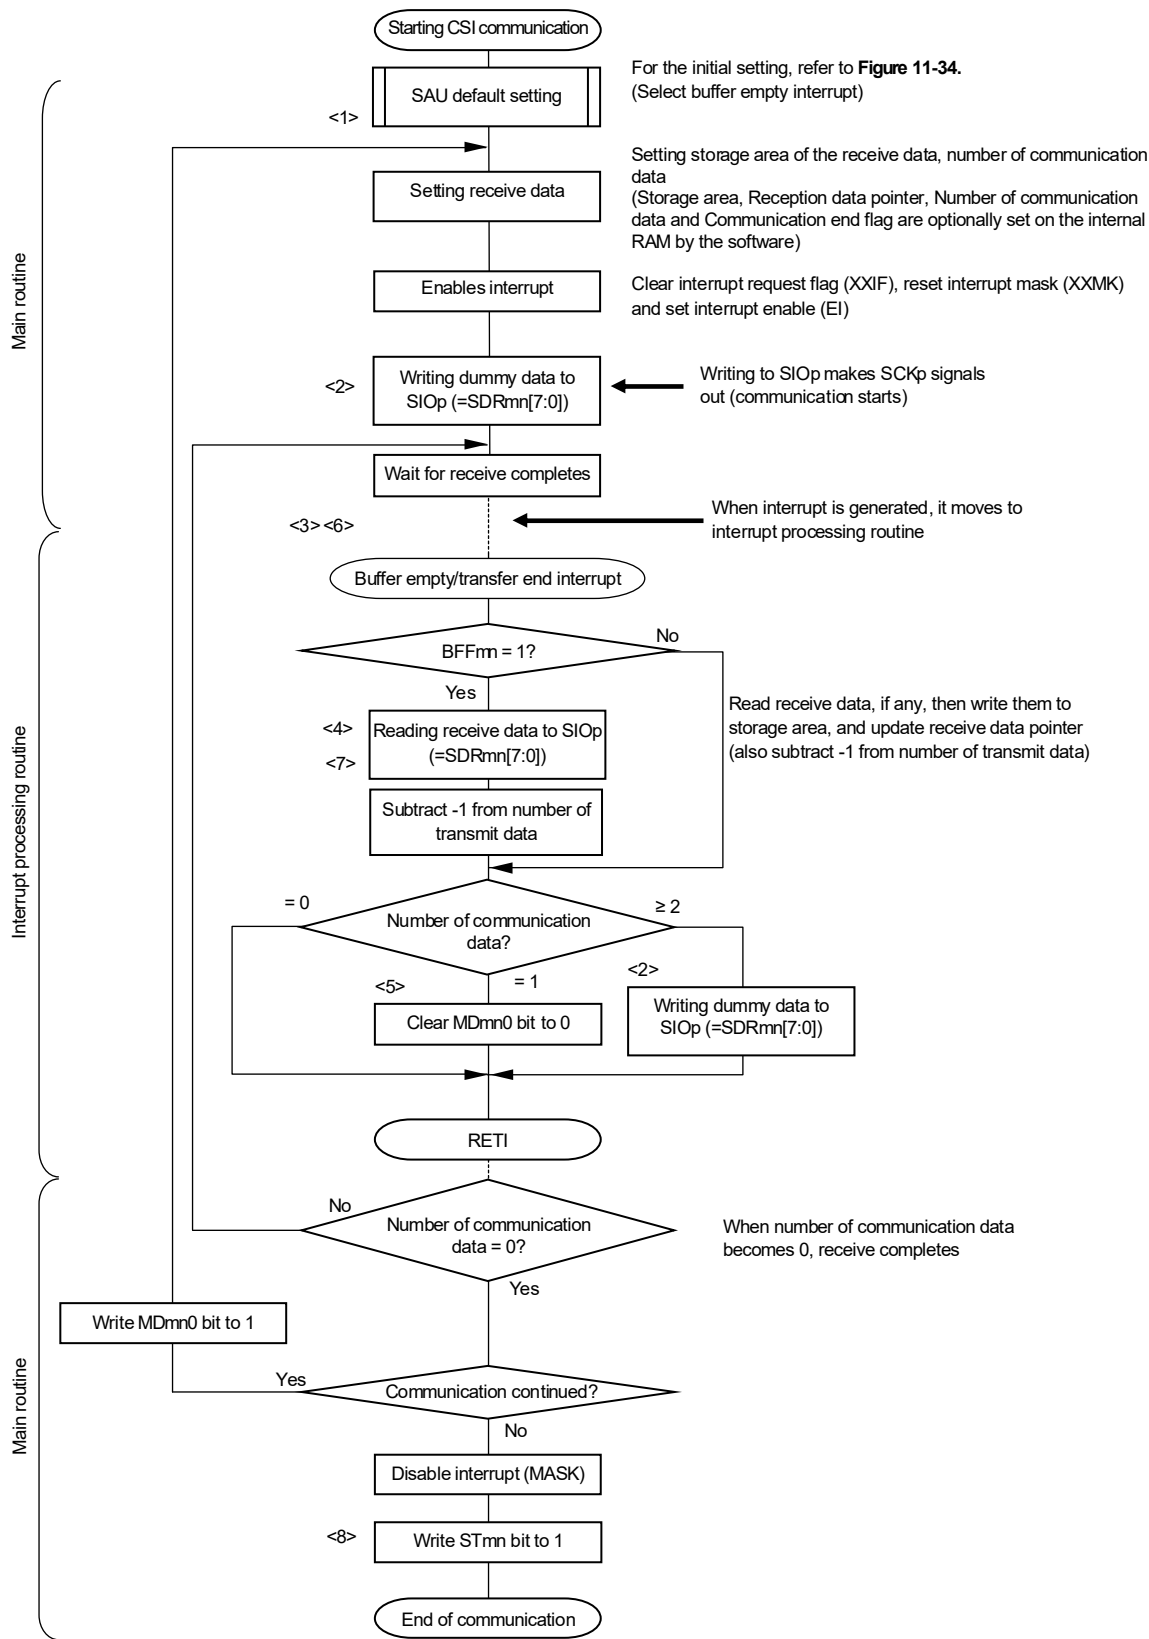 Starting CSI communication
For the initial setting, refer to Figure 11-34.
(Select buffer empty interrupt)
SAU default setting
<1>
Setting storage area of the receive data, number of communication
data
(Storage area, Reception data pointer, Number of communication
data and Communication end flag are optionally set on the internal
RAM by the software)
Setting receive data
Main routine
Enables interrupt
Clear interrupt request flag (XXIF), reset interrupt mask (XXMK)
and set interrupt enable (EI)
<2>
Writing dummy data to
SIOp (=SDRmn[7:0])
Writing to SIOp makes SCKp signals
out (communication starts)
Wait for receive completes
<3> <6>
When interrupt is generated, it moves to
interrupt processing routine
Buffer empty/transfer end interrupt
BFFmn = 1?
No
Yes
<4>
<7>
Reading receive data to SIOp
(=SDRmn[7:0])
Read receive data, if any, then write them to
storage area, and update receive data pointer
(also subtract -1 from number of transmit data)
Subtract -1 from number of
transmit data
Interrupt processing routine
= 0
Number of communication
data?
≥ 2
= 1
<5>
<2>
Clear MDmn0 bit to 0
Writing dummy data to
SIOp (=SDRmn[7:0])
RETI
No
Number of communication
data = 0?
When number of communication data
becomes 0, receive completes
Yes
Write MDmn0 bit to 1
Main routine
Yes
Communication continued?
No
Disable interrupt (MASK)
<8>
Write STmn bit to 1
End of communication